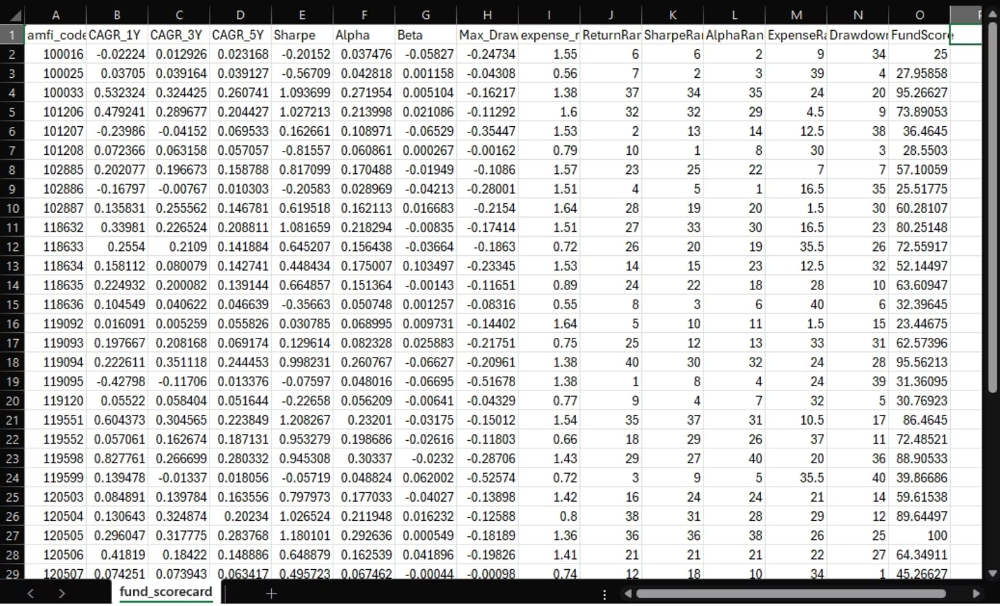 A B C D E F G H I J K L M N O
1 amfi_code CAGR_1Y CAGR_3Y CAGR_5Y Sharpe Alpha Beta Max_Draw expense_r ReturnRar SharpeRar AlphaRan ExpenseRa Drawdowr FundScore
2 100016 -0.02224 0.012926 0.023168 -0.20152 0.037476 -0.05827 -0.24734 1.55 6 6 2 9 34 25
3 100025 0.03705 0.039164 0.039127 -0.56709 0.042818 0.001158 -0.04308 0.56 7 2 3 39 4 27.95858
4 100033 0.532324 0.324425 0.260741 1.093699 0.271954 0.005104 -0.16217 1.38 37 34 35 24 20 95.26627
5 101206 0.479241 0.289677 0.204427 1.027213 0.213998 0.021086 -0.11292 1.6 32 32 29 4.5 9 73.89053
6 101207 -0.23986 -0.04152 0.069533 0.162661 0.108971 -0.06529 -0.35447 1.53 2 13 14 12.5 38 36.4645
7 101208 0.072366 0.063158 0.057057 -0.81557 0.060861 0.000267 -0.00162 0.79 10 1 8 30 3 28.5503
8 102885 0.202077 0.196673 0.158788 0.817099 0.170488 -0.01949 -0.1086 1.57 23 25 22 7 7 57.10059
9 102886 -0.16797 -0.00767 0.010303 -0.20583 0.028969 -0.04213 -0.28001 1.51 4 5 1 16.5 35 25.51775
10 102887 0.135831 0.255562 0.146781 0.619518 0.162113 0.016683 -0.2154 1.64 28 19 20 1.5 30 60.28107
11 118632 0.33981 0.226524 0.208811 1.081659 0.218294 -0.00835 -0.17414 1.51 27 33 30 16.5 23 80.25148
12 118633 0.2554 0.2109 0.141884 0.645207 0.156438 -0.03664 -0.1863 0.72 26 20 19 35.5 26 72.55917
13 118634 0.158112 0.080079 0.142741 0.448434 0.175007 0.103497 -0.23345 1.53 14 15 23 12.5 32 52.14497
14 118635 0.224932 0.200082 0.139144 0.664857 0.151364 -0.00143 -0.11651 0.89 24 22 18 28 10 63.60947
15 118636 0.104549 0.040622 0.046639 -0.35663 0.050748 0.001257 -0.08316 0.55 8 3 6 40 6 32.39645
16 119092 0.016091 0.005259 0.055826 0.030785 0.068995 0.009731 -0.14402 1.64 5 10 11 1.5 15 23.44675
17 119093 0.197667 0.208168 0.069174 0.129614 0.082328 0.025883 -0.21751 0.75 25 12 13 33 31 62.57396
18 119094 0.222611 0.351118 0.244453 0.998231 0.260767 -0.06627 -0.20961 1.38 40 30 32 24 28 95.56213
19 119095 -0.42798 -0.11706 0.013376 -0.07597 0.048016 -0.06695 -0.51678 1.38 1 8 4 24 39 31.36095
20 119120 0.05522 0.058404 0.051644 -0.22658 0.056209 -0.00641 -0.04329 0.77 9 4 7 32 5 30.76923
21 119551 0.604373 0.304565 0.223849 1.208267 0.23201 -0.03175 -0.15012 1.54 35 37 31 10.5 17 86.4645
22 119552 0.057061 0.162674 0.187131 0.953279 0.198686 -0.02616 -0.11803 0.66 18 29 26 37 11 72.48521
23 119598 0.827761 0.266699 0.280332 0.945308 0.30337 -0.0232 -0.28706 1.43 29 27 40 20 36 88.90533
24 119599 0.139478 -0.01337 0.018056 -0.05719 0.048824 0.062002 -0.52574 0.72 3 9 5 35.5 40 39.86686
25 120503 0.084891 0.139784 0.163556 0.797973 0.177033 -0.04027 -0.13898 1.42 16 24 24 21 14 59.61538
26 120504 0.130643 0.324874 0.20234 1.026524 0.211948 0.016232 -0.12588 0.8 38 31 28 29 12 89.64497
27 120505 0.296047 0.317775 0.283768 1.180101 0.292636 0.000549 -0.18189 1.36 36 36 38 26 25 100
28 120506 0.41819 0.18422 0.148886 0.648879 0.162539 0.041896 -0.19826 1.41 21 21 21 22 27 64.34911
29 120507 0.074251 0.073943 0.063417 0.495723 0.067462 -0.00044 -0.00098 0.74 12 18 10 34 1 45.26627
fund_scorecard